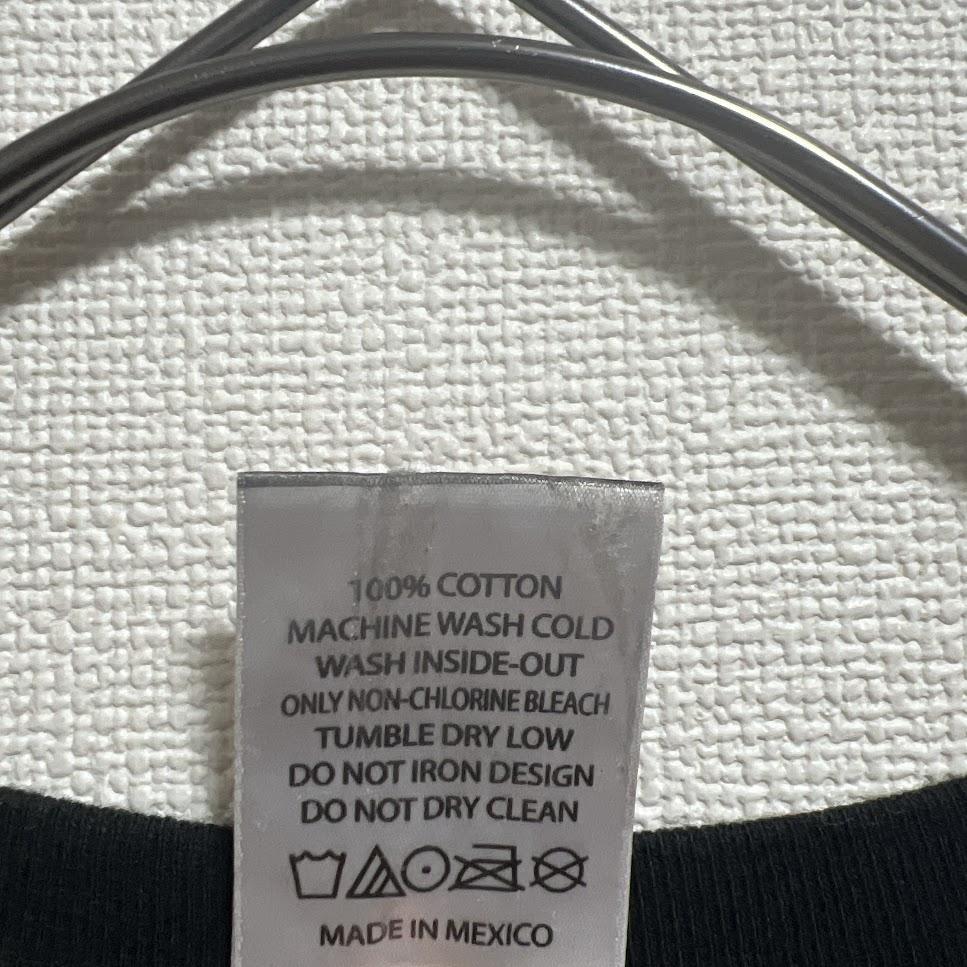 100% COTTON
MACHINE WASH COLD
WASH INSIDE-OUT
ONLY NON-CHLORINE BLEACH
TUMBLE DRY LOW
DO NOT IRON DESIGN
DO NOT DRY CLEAN
MADE IN MEXICO